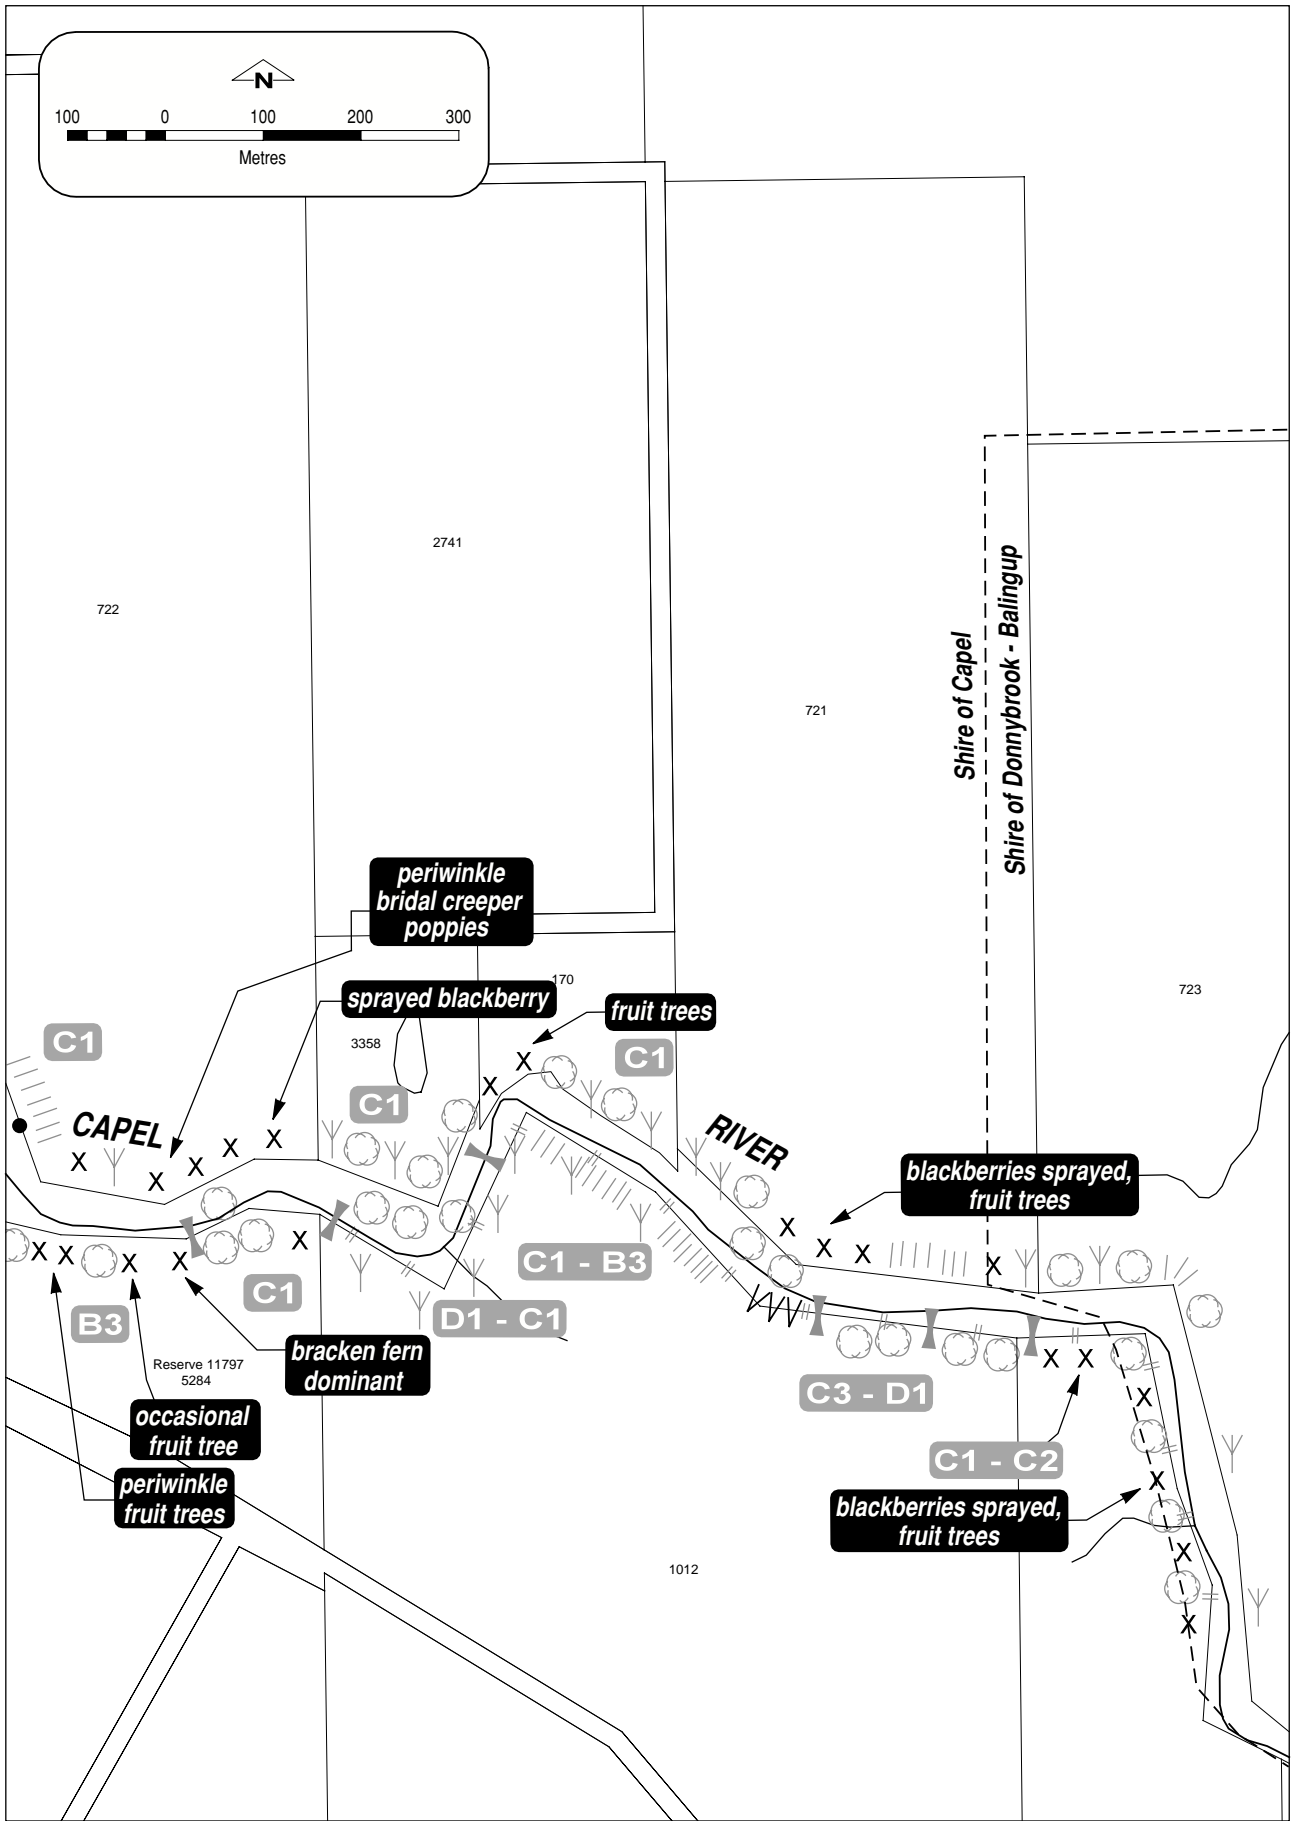 N
100 0 100 200 300
Metres
2741
722
721
Shire of Capel
Shire of Donnybrook - Balingup
periwinkle
bridal creeper
poppies
170
723
sprayed blackberry
fruit trees
3358
C1
C1
C1
CAPEL
RIVER
blackberries sprayed,
fruit trees
X X X X X
X X
X X X X
X X X X X
X X
X X X X
C1 - B3
C1
D1 - C1
B3
bracken fern
dominant
Reserve 11797
5284
C3 - D1
occasional
fruit tree
C1 - C2
periwinkle
fruit trees
blackberries sprayed,
fruit trees
1012